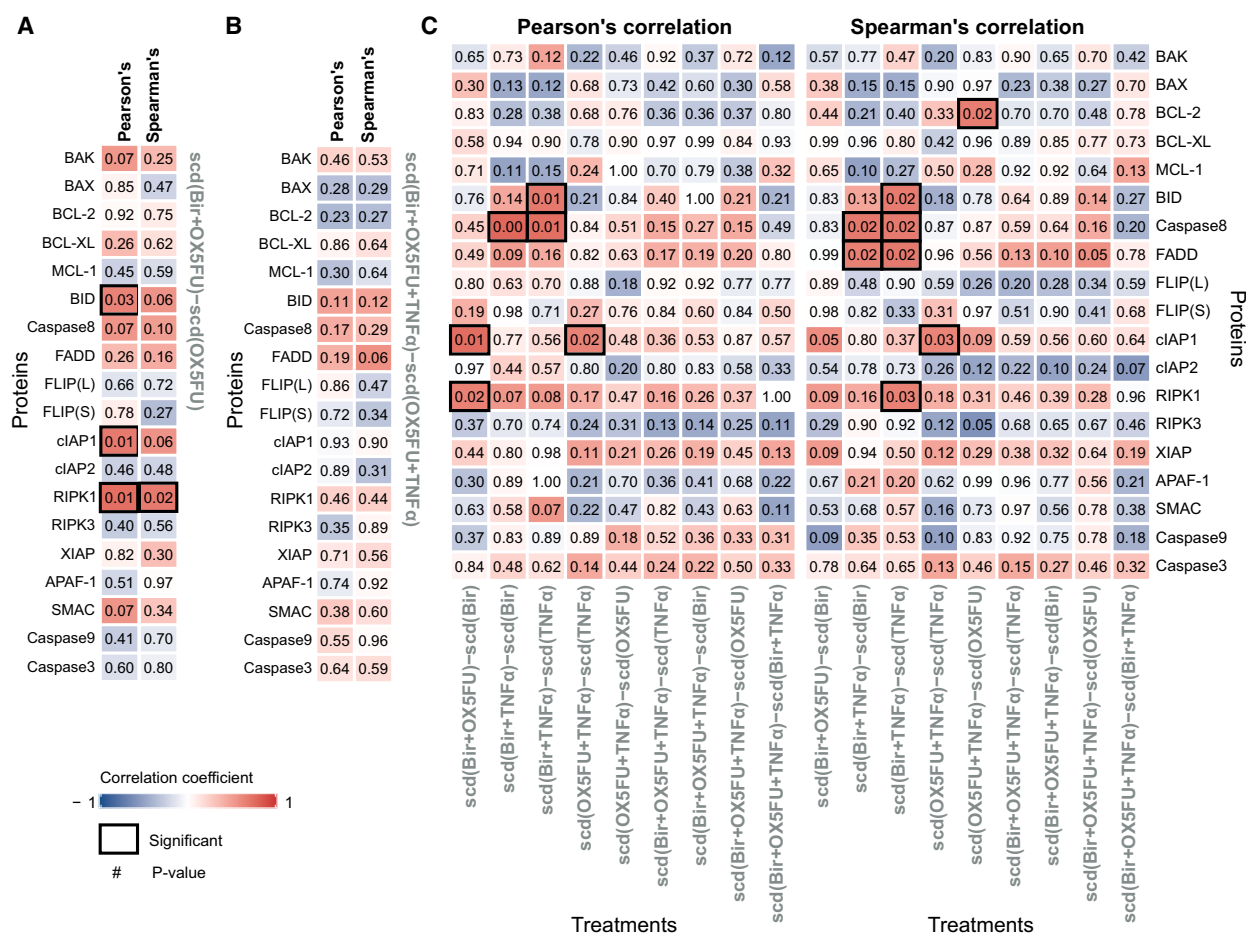 A
B
C
Pearson's correlation
Spearman's correlation
Pearson's
Spearman's
BAK 0.07 0.25
BAX 0.85 0.47
BCL-2 0.92 0.75
BCL-XL 0.26 0.62
MCL-1 0.45 0.59
BID 0.03 0.06
Caspase8 0.07 0.10
FADD 0.26 0.16
FLIP(L) 0.66 0.72
FLIP(S) 0.78 0.27
cIAP1 0.01 0.06
cIAP2 0.46 0.48
RIPK1 0.01 0.02
RIPK3 0.40 0.56
XIAP 0.82 0.30
APAF-1 0.51 0.97
SMAC 0.07 0.34
Caspase9 0.41 0.70
Caspase3 0.60 0.80
Proteins
scd(Bir+OX5FU)−scd(OX5FU)
Pearson's
Spearman's
BAK 0.46 0.53
BAX 0.28 0.29
BCL-2 0.23 0.27
BCL-XL 0.86 0.64
MCL-1 0.30 0.64
BID 0.11 0.12
Caspase8 0.17 0.29
FADD 0.19 0.06
FLIP(L) 0.86 0.47
FLIP(S) 0.72 0.34
cIAP1 0.93 0.90
cIAP2 0.89 0.31
RIPK1 0.46 0.44
RIPK3 0.35 0.89
XIAP 0.71 0.56
APAF-1 0.74 0.92
SMAC 0.38 0.60
Caspase9 0.55 0.96
Caspase3 0.64 0.59
Proteins
scd(Bir+OX5FU+TNFα)−scd(OX5FU+TNFα)
0.65 0.73 0.12 0.22 0.46 0.92 0.37 0.72 0.12 0.57 0.77 0.47 0.20 0.83 0.90 0.65 0.70 0.42 BAK
0.30 0.13 0.12 0.68 0.73 0.42 0.60 0.30 0.58 0.38 0.15 0.15 0.90 0.97 0.23 0.38 0.27 0.70 BAX
0.83 0.28 0.38 0.68 0.76 0.36 0.36 0.37 0.80 0.44 0.21 0.40 0.33 0.02 0.70 0.70 0.48 0.78 BCL-2
0.58 0.94 0.90 0.78 0.90 0.97 0.99 0.84 0.93 0.99 0.96 0.80 0.42 0.96 0.89 0.85 0.77 0.73 BCL-XL
0.71 0.11 0.15 0.24 1.00 0.70 0.79 0.38 0.32 0.65 0.10 0.27 0.50 0.28 0.92 0.92 0.64 0.13 MCL-1
0.76 0.14 0.01 0.21 0.84 0.40 1.00 0.21 0.21 0.83 0.13 0.02 0.18 0.78 0.64 0.89 0.14 0.27 BID
0.45 0.00 0.01 0.84 0.51 0.15 0.27 0.15 0.49 0.83 0.02 0.02 0.87 0.87 0.59 0.64 0.16 0.20 Caspase8
0.49 0.09 0.16 0.82 0.63 0.17 0.19 0.20 0.80 0.99 0.02 0.02 0.96 0.56 0.13 0.10 0.05 0.78 FADD
0.80 0.63 0.70 0.88 0.18 0.92 0.92 0.77 0.77 0.89 0.48 0.90 0.59 0.26 0.20 0.28 0.34 0.59 FLIP(L)
0.19 0.98 0.71 0.27 0.76 0.84 0.60 0.84 0.50 0.98 0.82 0.33 0.31 0.97 0.51 0.90 0.41 0.68 FLIP(S)
0.01 0.77 0.56 0.02 0.48 0.36 0.53 0.87 0.57 0.05 0.80 0.37 0.03 0.09 0.59 0.56 0.60 0.64 cIAP1
0.97 0.44 0.57 0.80 0.20 0.80 0.83 0.58 0.33 0.54 0.78 0.73 0.26 0.12 0.22 0.10 0.24 0.07 cIAP2
0.02 0.07 0.08 0.17 0.47 0.16 0.26 0.37 1.00 0.09 0.16 0.03 0.18 0.31 0.46 0.39 0.28 0.96 RIPK1
0.37 0.70 0.74 0.24 0.31 0.13 0.14 0.25 0.11 0.29 0.90 0.92 0.12 0.05 0.68 0.65 0.67 0.46 RIPK3
0.44 0.80 0.98 0.11 0.21 0.26 0.19 0.45 0.13 0.09 0.94 0.50 0.12 0.29 0.38 0.32 0.64 0.19 XIAP
0.30 0.89 1.00 0.21 0.70 0.36 0.41 0.68 0.22 0.67 0.21 0.20 0.62 0.99 0.96 0.77 0.56 0.21 APAF-1
0.63 0.58 0.07 0.22 0.47 0.82 0.43 0.63 0.11 0.53 0.68 0.57 0.16 0.73 0.97 0.56 0.78 0.38 SMAC
0.37 0.83 0.89 0.89 0.18 0.52 0.36 0.33 0.31 0.09 0.35 0.53 0.10 0.83 0.92 0.75 0.78 0.18 Caspase9
0.84 0.48 0.62 0.14 0.44 0.24 0.22 0.50 0.33 0.78 0.64 0.65 0.13 0.46 0.15 0.27 0.46 0.32 Caspase3
Proteins
scd(Bir+OX5FU)−scd(Bir)
scd(Bir+TNFα)−scd(Bir)
scd(Bir+TNFα)−scd(TNFα)
scd(OX5FU+TNFα)−scd(TNFα)
scd(OX5FU+TNFα)−scd(OX5FU)
scd(Bir+OX5FU+TNFα)−scd(TNFα)
scd(Bir+OX5FU+TNFα)−scd(Bir)
scd(Bir+OX5FU+TNFα)−scd(OX5FU)
scd(Bir+OX5FU+TNFα)−scd(Bir+TNFα)
scd(Bir+OX5FU)−scd(Bir)
scd(Bir+TNFα)−scd(Bir)
scd(Bir+TNFα)−scd(TNFα)
scd(OX5FU+TNFα)−scd(TNFα)
scd(OX5FU+TNFα)−scd(OX5FU)
scd(Bir+OX5FU+TNFα)−scd(TNFα)
scd(Bir+OX5FU+TNFα)−scd(Bir)
scd(Bir+OX5FU+TNFα)−scd(OX5FU)
scd(Bir+OX5FU+TNFα)−scd(Bir+TNFα)
Treatments
Treatments
Correlation coefficient
− 1 1
Significant
# P-value